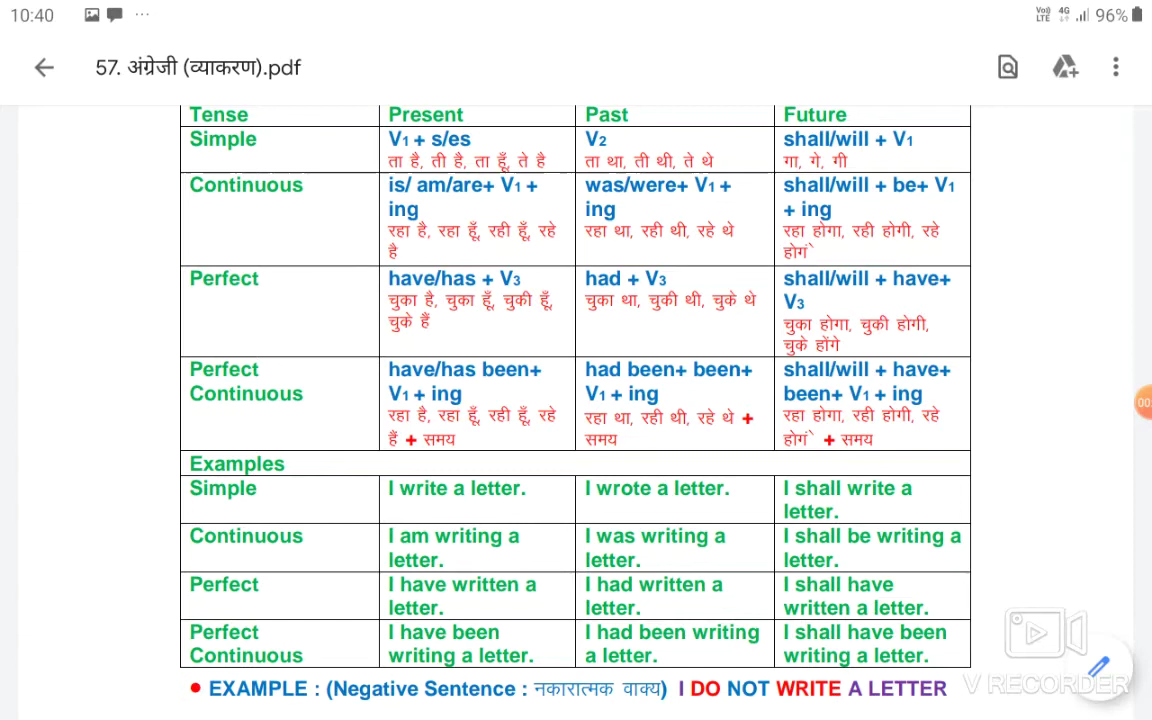 10:40 ... Vo)) LTE 4G 96%
57. अंग्रेजी (व्याकरण).pdf
Tense Present Past Future
Simple V1 + s/es V2 shall/will + V1
ता है, ती है, ता हूँ, ते है ता था, ती थी, ते थे गा, गे, गी
Continuous is/ am/are+ V1 + was/were+ V1 + shall/will + be+ V1
ing ing + ing
रहा है, रहा हूँ, रही हूँ, रहे रहा था, रही थी, रहे थे रहा होगा, रही होगी, रहे
है होगं`
Perfect have/has + V3 had + V3 shall/will + have+
चुका है, चुका हूँ, चुकी हूँ, चुका था, चुकी थी, चुके थे V3
चुके हैं चुका होगा, चुकी होगी,
चुके होंगे
Perfect have/has been+ had been+ been+ shall/will + have+
Continuous V1 + ing V1 + ing been+ V1 + ing
रहा है, रहा हूँ, रही हूँ, रहे रहा था, रही थी, रहे थे + रहा होगा, रही होगी, रहे
हैं + समय समय होगं` + समय
Examples
Simple I write a letter. I wrote a letter. I shall write a
letter.
Continuous I am writing a I was writing a I shall be writing a
letter. letter. letter.
Perfect I have written a I had written a I shall have
letter. letter. written a letter.
Perfect I have been I had been writing I shall have been
Continuous writing a letter. a letter. writing a letter.
• EXAMPLE : (Negative Sentence : नकारात्मक वाक्य) I DO NOT WRITE A LETTER
V RECORDER